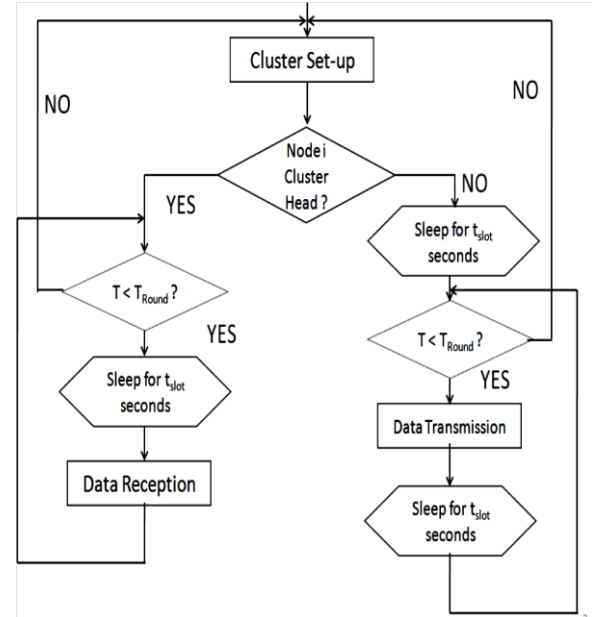 Cluster Set-up
NO
NO
Node i
Cluster
Head ?
YES
NO
Sleep for tslot
seconds
T < TRound ?
YES
Sleep for tslot
seconds
Data Reception
T < TRound ?
YES
Data Transmission
Sleep for tslot
seconds